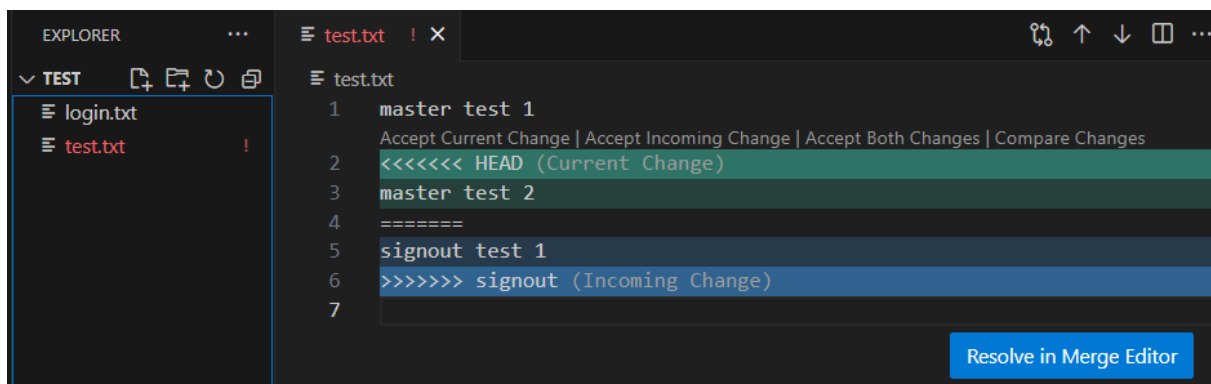 EXPLORER ...
TEST
login.txt
test.txt !
test.txt !
test.txt
1 master test 1
Accept Current Change | Accept Incoming Change | Accept Both Changes | Compare Changes
2 <<<<<<< HEAD (Current Change)
3 master test 2
4 =======
5 signout test 1
6 >>>>>>> signout (Incoming Change)
7
Resolve in Merge Editor